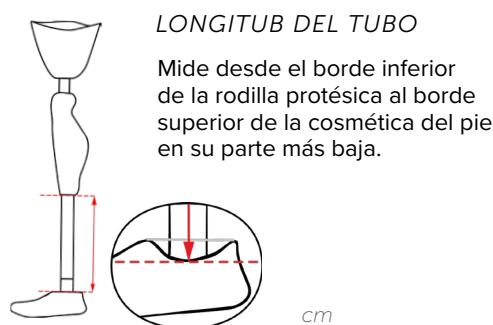 LONGITUB DEL TUBO
Mide desde el borde inferior
de la rodilla protésica al borde
superior de la cosmética del pie
en su parte más baja.
cm